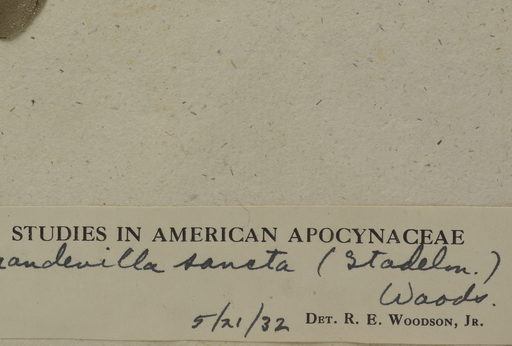 STUDIES IN AMERICAN APOCYNACEAE
andevilla sancta (Stadelm.)
Woods.
5/21/32 DET. R. E. WOODSON, JR.